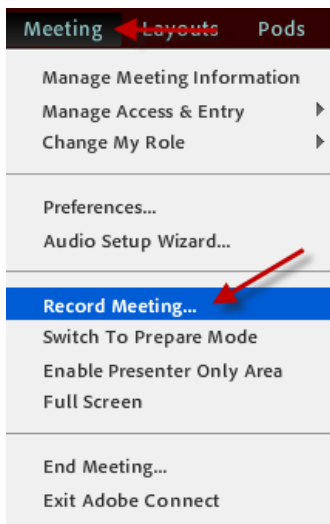 Meeting Layouts Pods
Manage Meeting Information
Manage Access & Entry
Change My Role
Preferences...
Audio Setup Wizard...
Record Meeting...
Switch To Prepare Mode
Enable Presenter Only Area
Full Screen
End Meeting...
Exit Adobe Connect